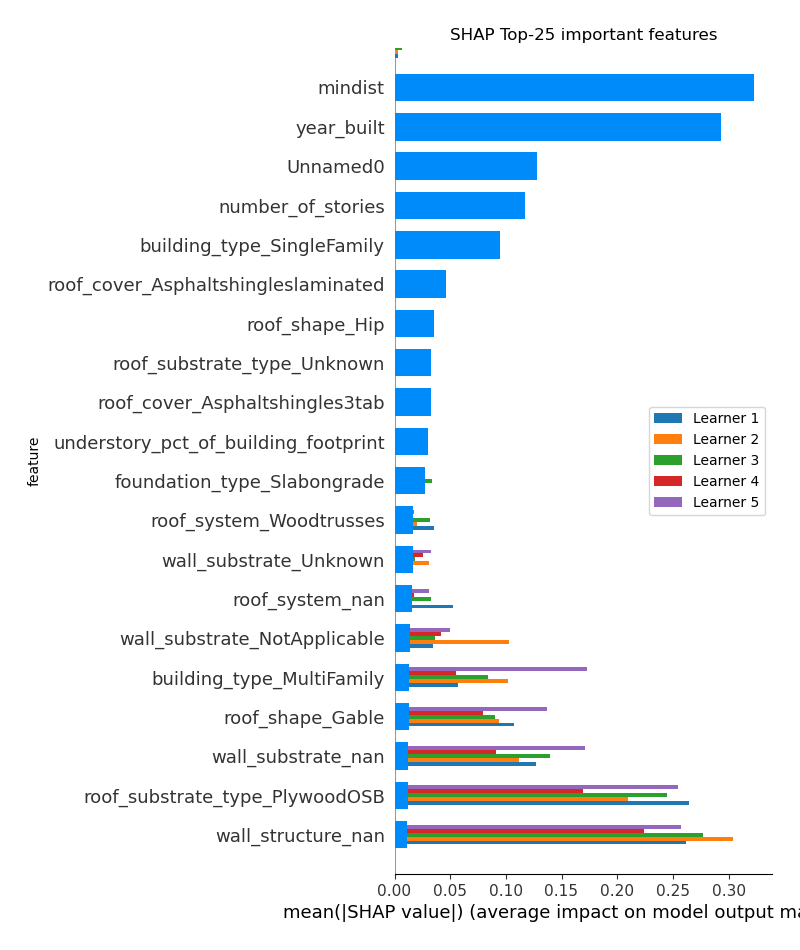 SHAP Top-25 important features
mindist
year_built
Unnamed0
number_of_stories
building_type_SingleFamily
roof_cover_Asphaltshingleslaminated
roof_shape_Hip
roof_substrate_type_Unknown
roof_cover_Asphaltshingles3tab
understory_pct_of_building_footprint
foundation_type_Slabongrade
roof_system_Woodtrusses
wall_substrate_Unknown
roof_system_nan
wall_substrate_NotApplicable
building_type_MultiFamily
roof_shape_Gable
wall_substrate_nan
roof_substrate_type_PlywoodOSB
wall_structure_nan
feature
Learner 1
Learner 2
Learner 3
Learner 4
Learner 5
0.00 0.05 0.10 0.15 0.20 0.25 0.30
mean(|SHAP value|) (average impact on model output ma